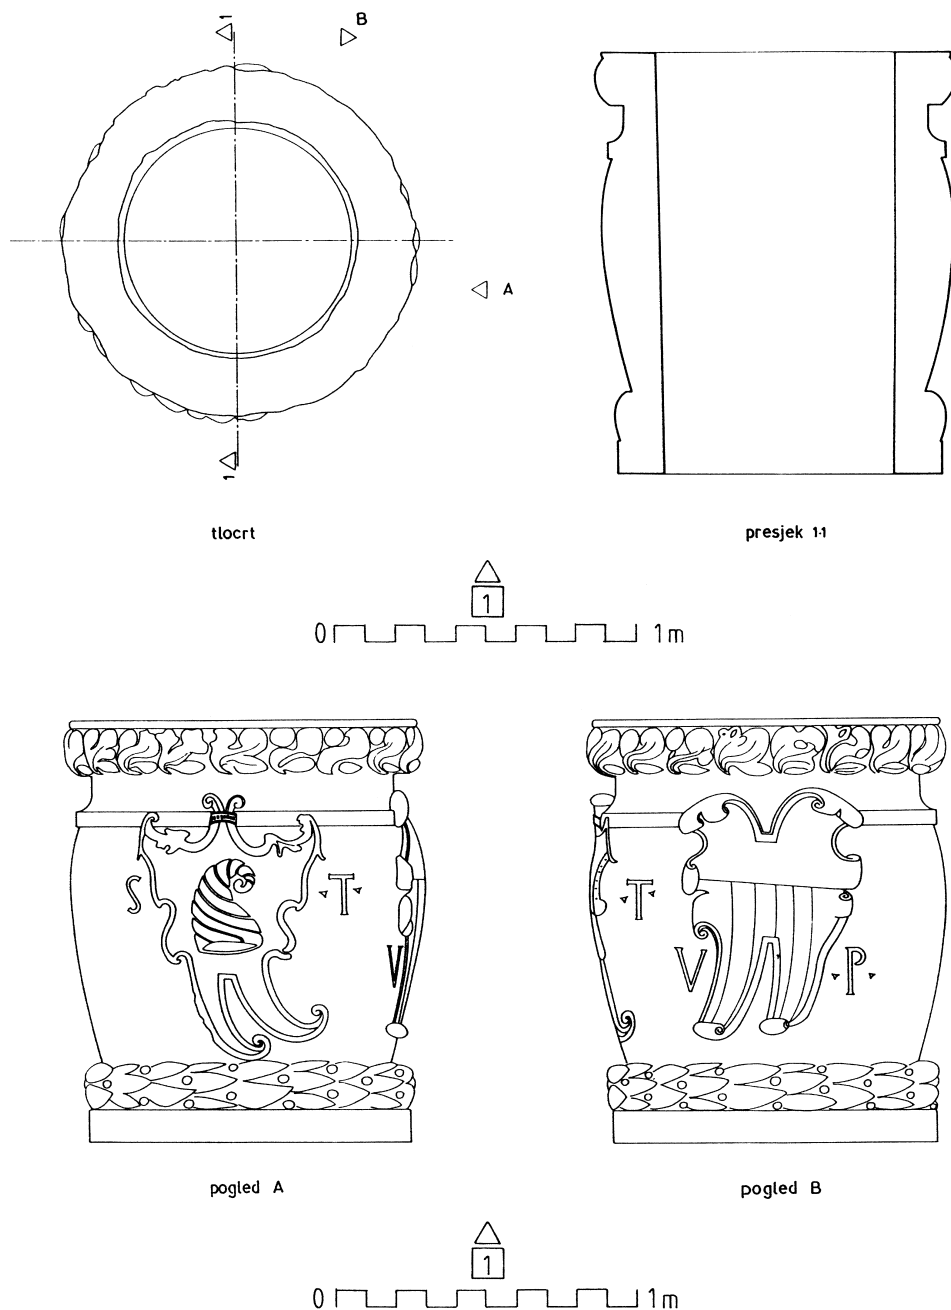 1
B
A
1
tlocrt
presjek 1-1
1
0 1m
S T V
T V P
pogled A
pogled B
1
0 1m